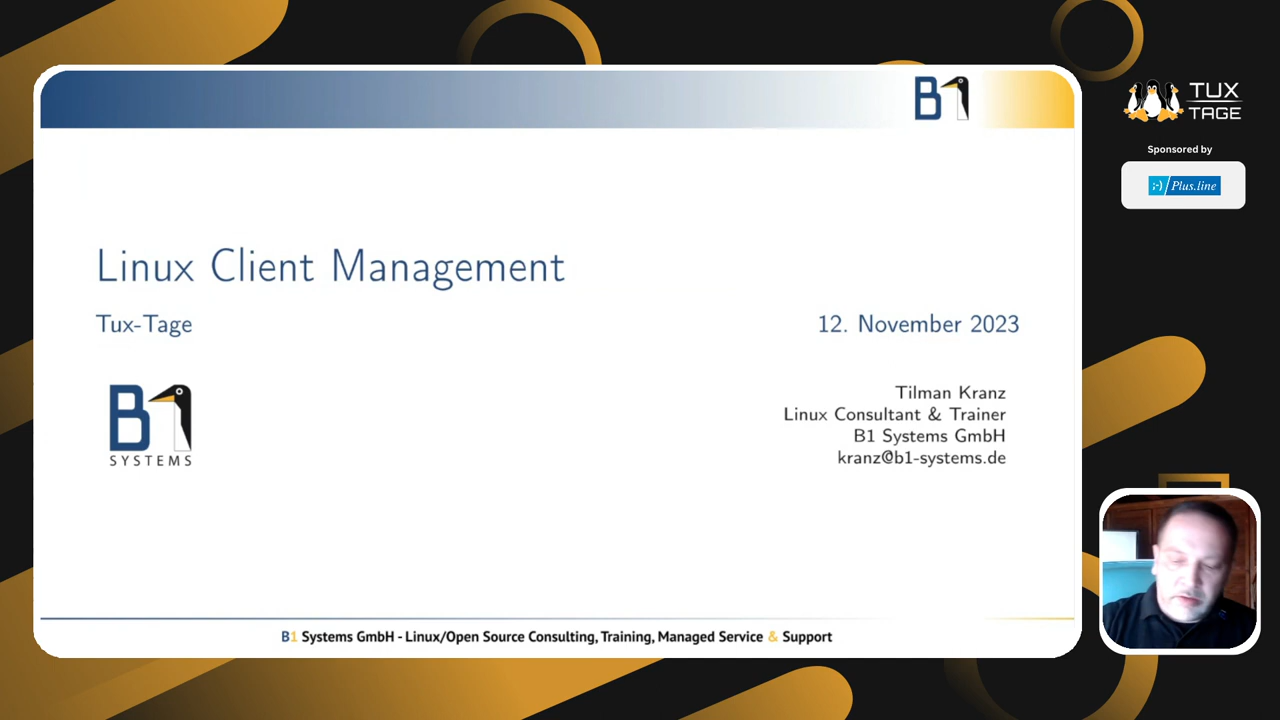 B1
TUX
TAGE
Sponsored by
:-) Plus.line
Linux Client Management
Tux-Tage
12. November 2023
B1
SYSTEMS
Tilman Kranz
Linux Consultant & Trainer
B1 Systems GmbH
kranz@b1-systems.de
B1 Systems GmbH - Linux/Open Source Consulting, Training, Managed Service & Support